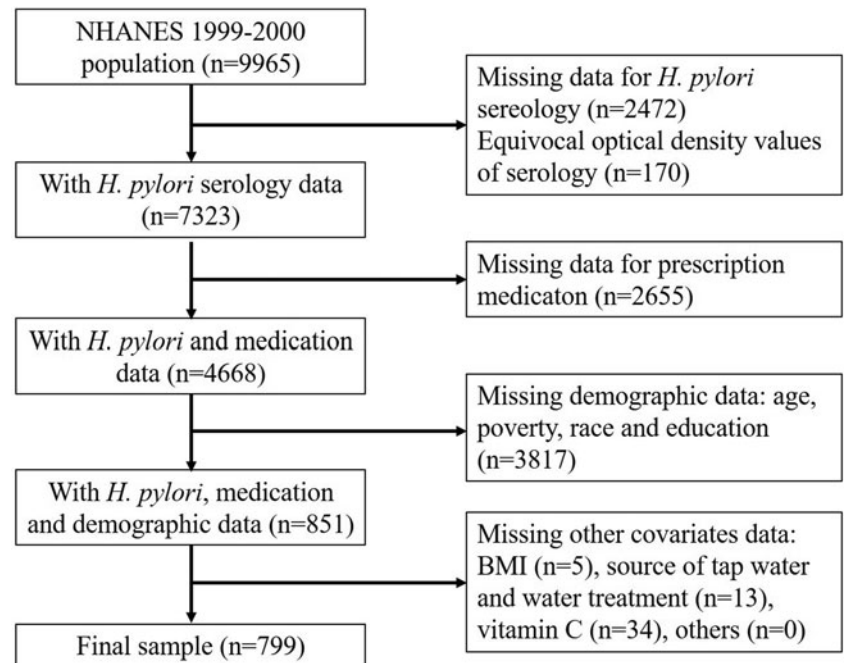 NHANES 1999-2000
population (n=9965)
Missing data for H. pylori
sereology (n=2472)
Equivocal optical density values
of serology (n=170)
With H. pylori serology data
(n=7323)
Missing data for prescription
medicaton (n=2655)
With H. pylori and medication
data (n=4668)
Missing demographic data: age,
poverty, race and education
(n=3817)
With H. pylori, medication
and demographic data (n=851)
Missing other covariates data:
BMI (n=5), source of tap water
and water treatment (n=13),
vitamin C (n=34), others (n=0)
Final sample (n=799)